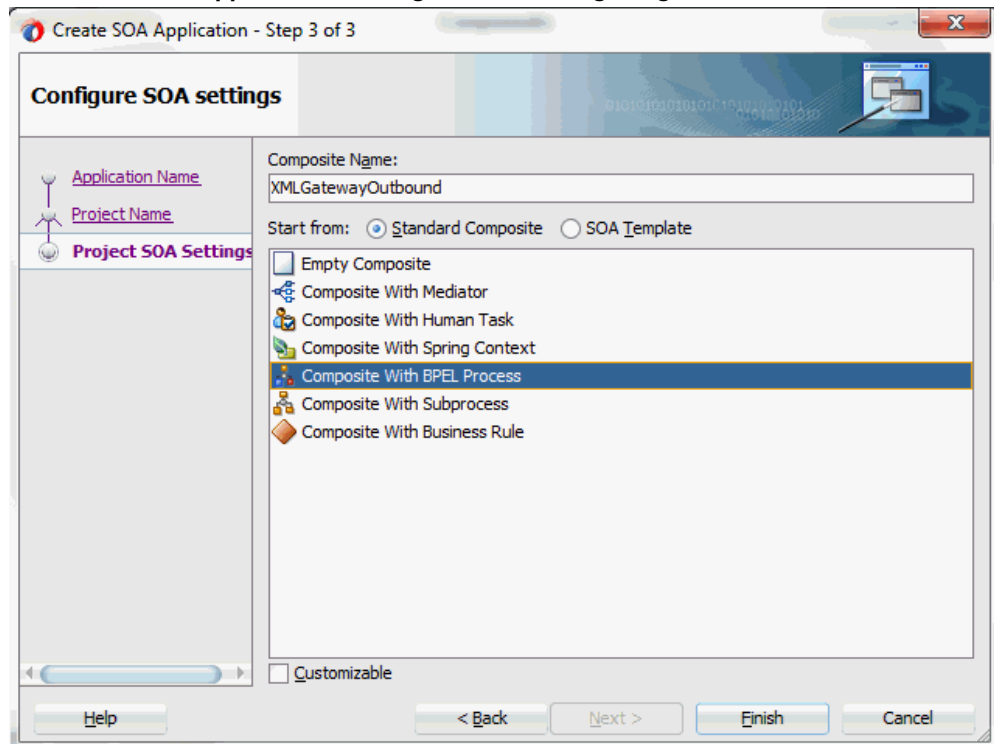 Create SOA Application - Step 3 of 3
X
Configure SOA settings
Application Name
Project Name
Project SOA Settings
Composite Name:
XMLGatewayOutbound
Start from: Standard Composite SOA Template
Empty Composite
Composite With Mediator
Composite With Human Task
Composite With Spring Context
Composite With BPEL Process
Composite With Subprocess
Composite With Business Rule
Customizable
Help < Back Next > Finish Cancel